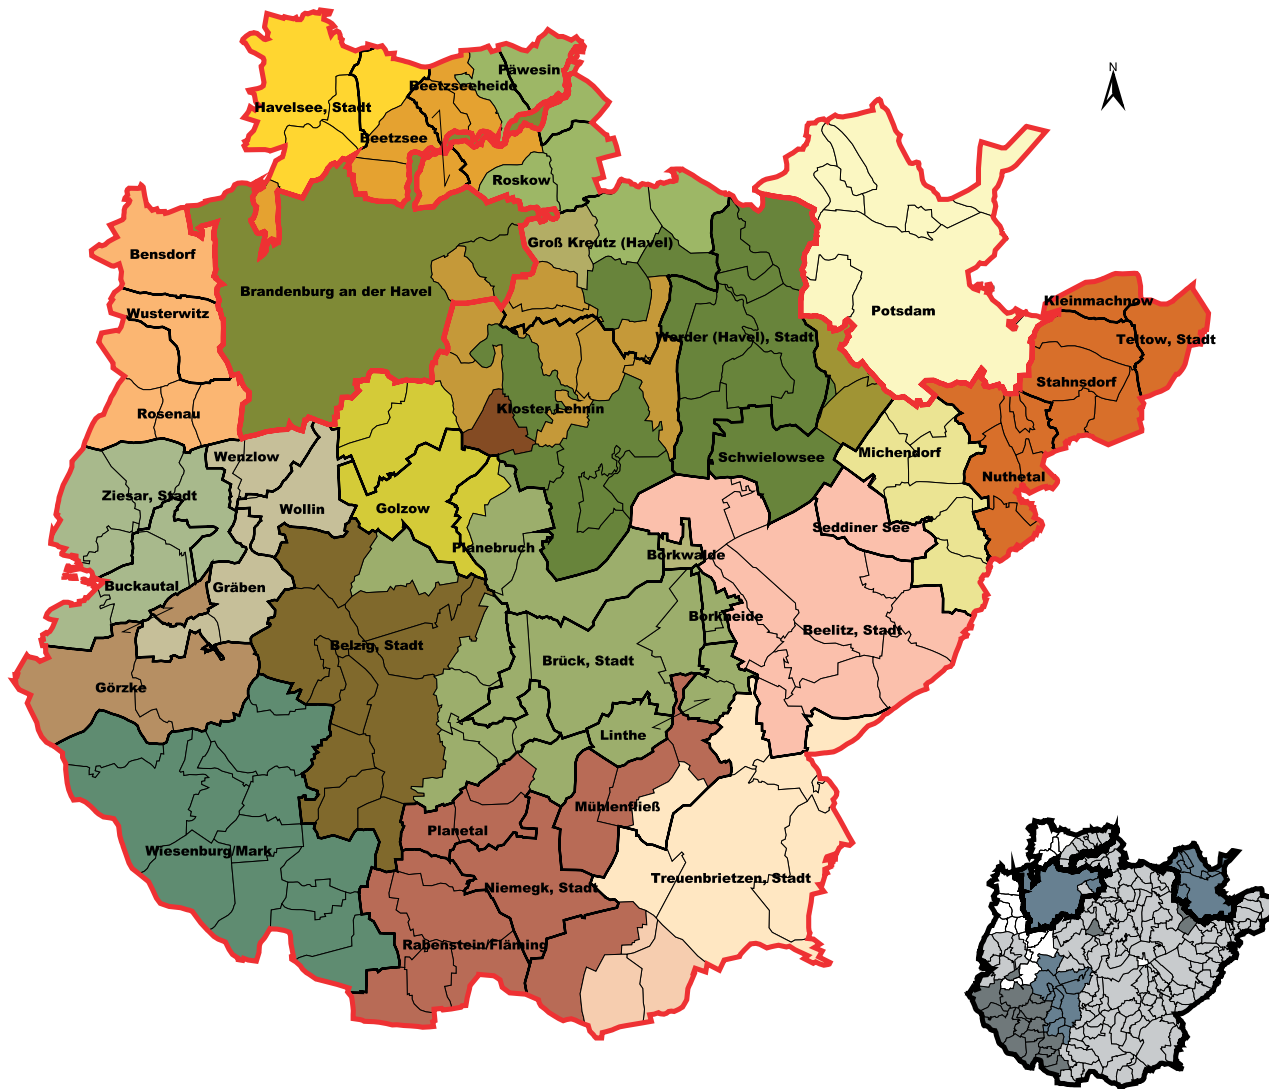 N
Päwesin
Beetzseeheide
Havelsee, Stadt
Beetzsee
Roskow
Groß Kreutz (Havel)
Bensdorf
Brandenburg an der Havel
Kleinmachnow
Wusterwitz
Potsdam
Werder (Havel), Stadt
Teltow, Stadt
Stahnsdorf
Rosenau
Kloster Lehnin
Wenzlow
Schwielowsee
Michendorf
Nuthetal
Ziesar, Stadt
Wollin
Golzow
Seddiner See
Planebruch
Borkwalde
Buckautal
Gräben
Borkheide
Beelitz, Stadt
Belzig, Stadt
Brück, Stadt
Görzke
Linthe
Mühlenfließ
Planetal
Wiesenburg/Mark
Treuenbrietzen, Stadt
Niemegk, Stadt
Rabenstein/Fläming